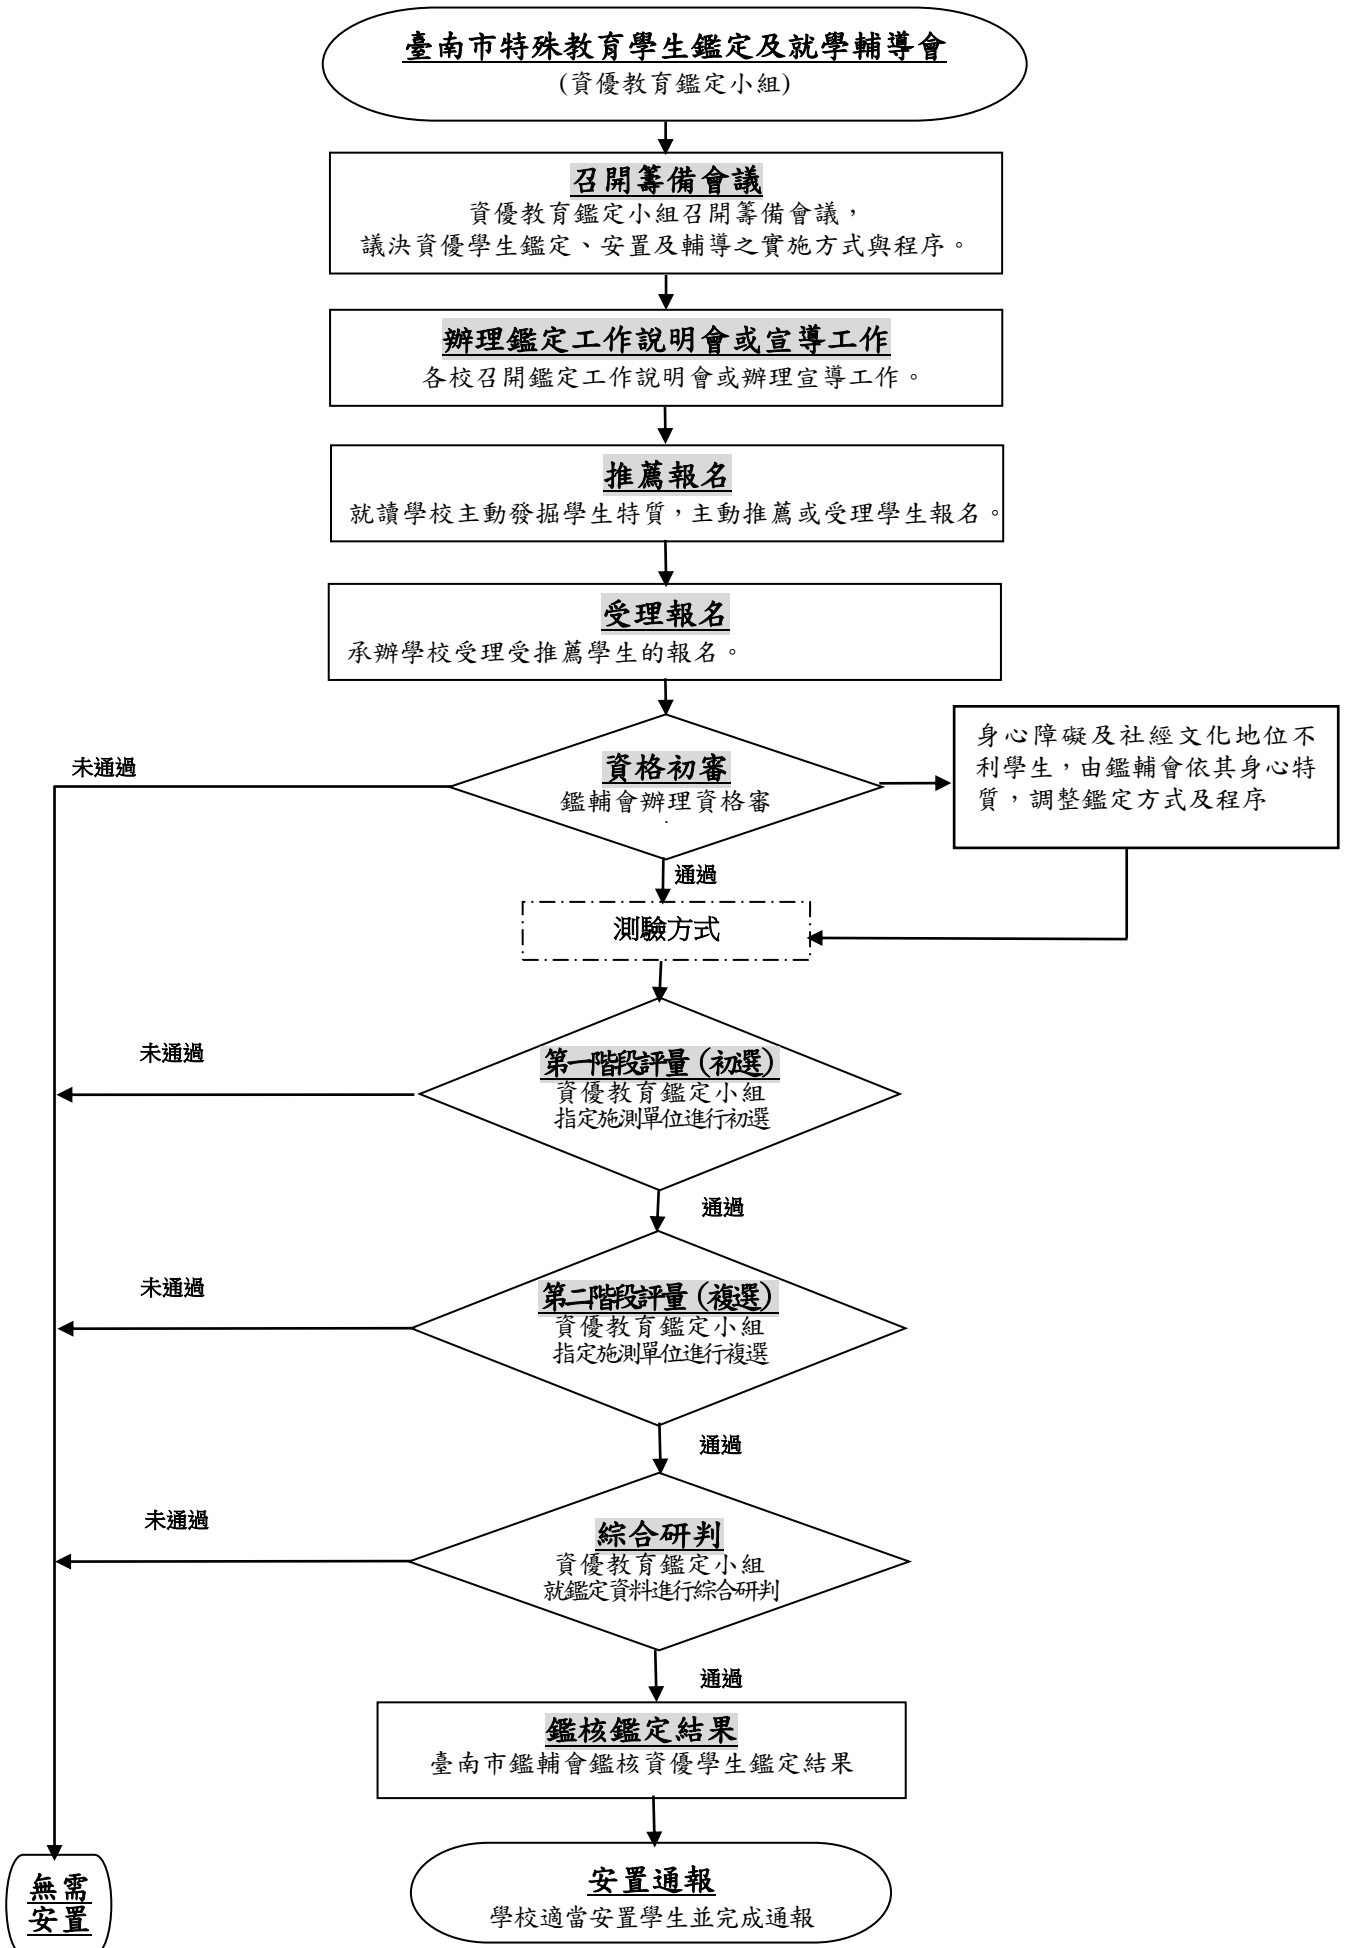 臺南市特殊教育學生鑑定及就學輔導會
(資優教育鑑定小組)
召開籌備會議
資優教育鑑定小組召開籌備會議，
議決資優學生鑑定、安置及輔導之實施方式與程序。
辦理鑑定工作說明會或宣導工作
各校召開鑑定工作說明會或辦理宣導工作。
推薦報名
就讀學校主動發掘學生特質，主動推薦或受理學生報名。
受理報名
承辦學校受理受推薦學生的報名。
未通過
資格初審
鑑輔會辦理資格審
身心障礙及社經文化地位不
利學生，由鑑輔會依其身心特
質，調整鑑定方式及程序
通過
測驗方式
未通過
第一階段評量(初選)
資優教育鑑定小組
指定施測單位進行初選
通過
未通過
第二階段評量(複選)
資優教育鑑定小組
指定施測單位進行複選
通過
未通過
綜合研判
資優教育鑑定小組
就鑑定資料進行綜合研判
通過
鑑核鑑定結果
臺南市鑑輔會鑑核資優學生鑑定結果
無需
安置
安置通報
學校適當安置學生並完成通報